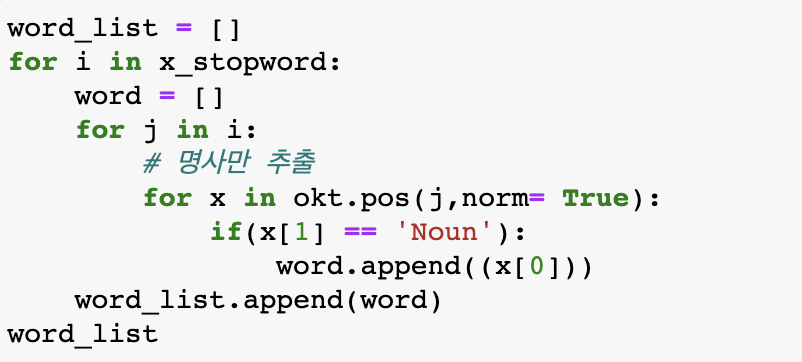 word_list = []
for i in x_stopword:
    word = []
    for j in i:
        # 명사만 추출
        for x in okt.pos(j,norm= True):
            if(x[1] == 'Noun'):
                word.append((x[0]))
    word_list.append(word)
word_list